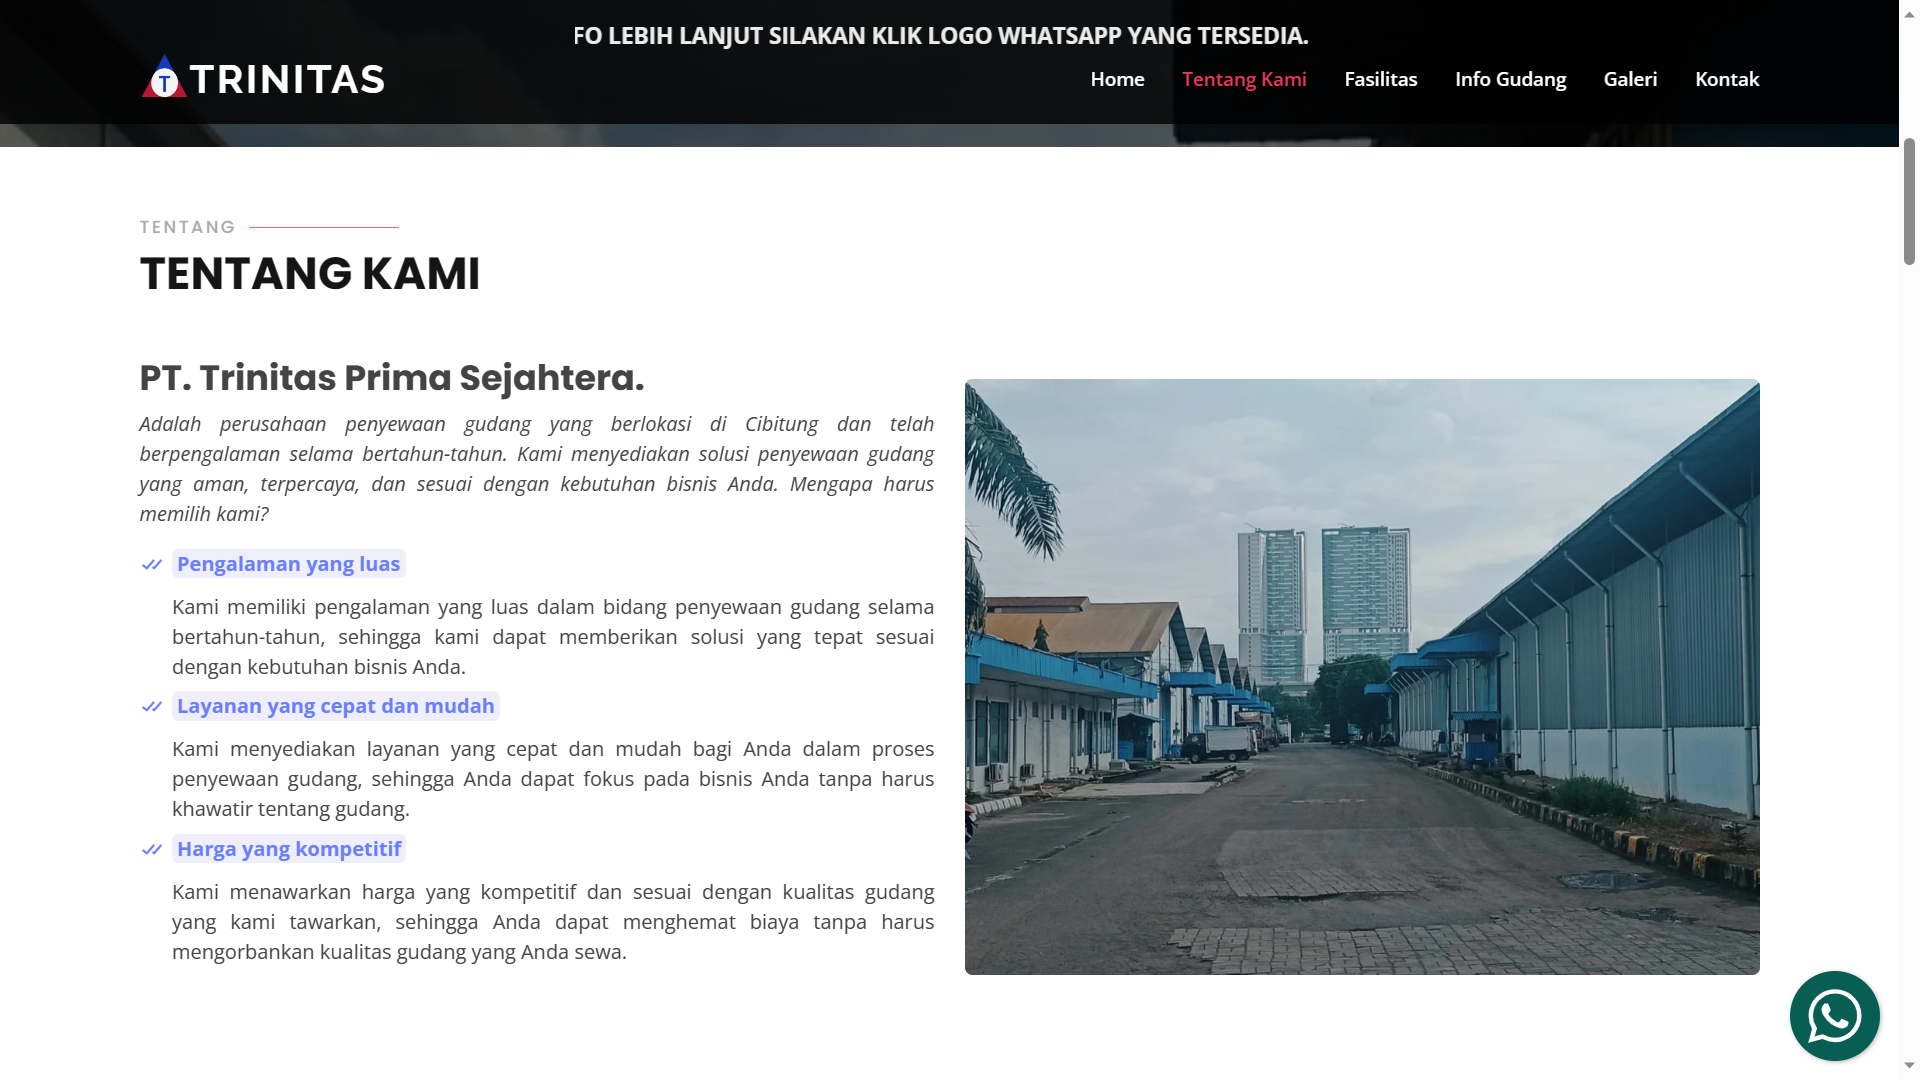 FO LEBIH LANJUT SILAKAN KLIK LOGO WHATSAPP YANG TERSEDIA.
T TRINITAS
Home Tentang Kami Fasilitas Info Gudang Galeri Kontak
TENTANG
TENTANG KAMI
PT. Trinitas Prima Sejahtera.
Adalah perusahaan penyewaan gudang yang berlokasi di Cibitung dan telah
berpengalaman selama bertahun-tahun. Kami menyediakan solusi penyewaan gudang
yang aman, terpercaya, dan sesuai dengan kebutuhan bisnis Anda. Mengapa harus
memilih kami?
Pengalaman yang luas
Kami memiliki pengalaman yang luas dalam bidang penyewaan gudang selama
bertahun-tahun, sehingga kami dapat memberikan solusi yang tepat sesuai
dengan kebutuhan bisnis Anda.
Layanan yang cepat dan mudah
Kami menyediakan layanan yang cepat dan mudah bagi Anda dalam proses
penyewaan gudang, sehingga Anda dapat fokus pada bisnis Anda tanpa harus
khawatir tentang gudang.
Harga yang kompetitif
Kami menawarkan harga yang kompetitif dan sesuai dengan kualitas gudang
yang kami tawarkan, sehingga Anda dapat menghemat biaya tanpa harus
mengorbankan kualitas gudang yang Anda sewa.